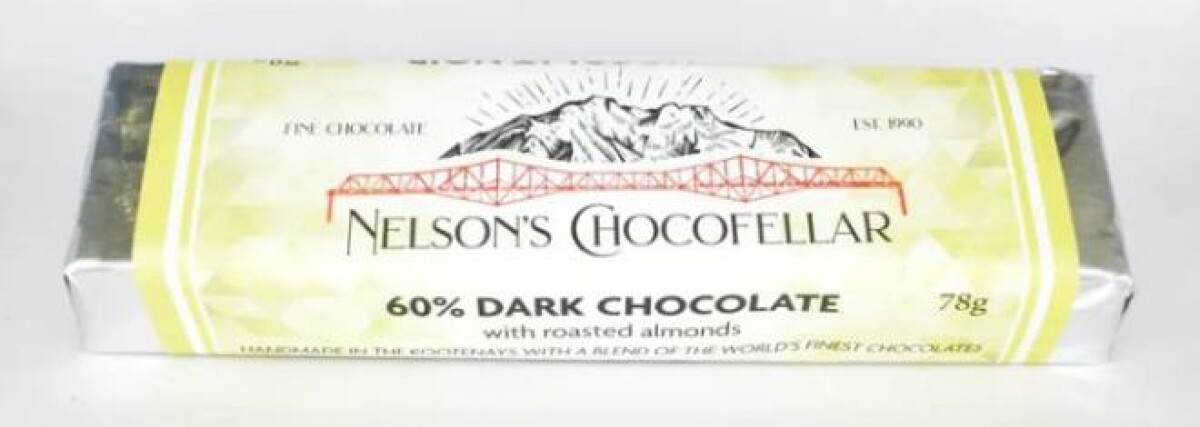 FINE CHOCOLATE
EST. 1990
NELSON'S CHOCOFELLAR
60% DARK CHOCOLATE
78g
with roasted almonds
HANDMADE IN THE KOOTENAYS WITH A BLEND OF THE WORLD'S FINEST CHOCOLATES